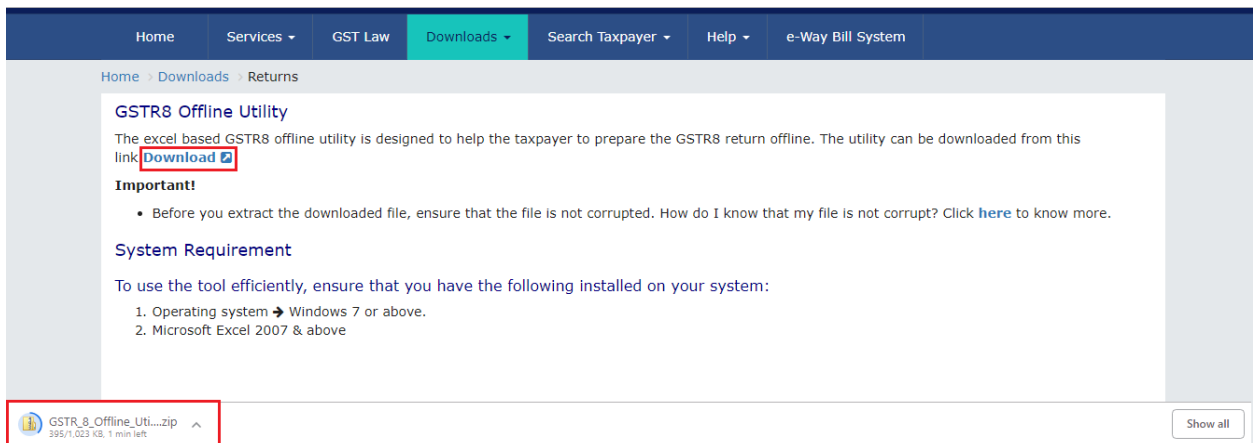 Home Services GST Law Downloads Search Taxpayer Help e-Way Bill System
Home > Downloads > Returns
GSTR8 Offline Utility
The excel based GSTR8 offline utility is designed to help the taxpayer to prepare the GSTR8 return offline. The utility can be downloaded from this
link Download
Important!
• Before you extract the downloaded file, ensure that the file is not corrupted. How do I know that my file is not corrupt? Click here to know more.
System Requirement
To use the tool efficiently, ensure that you have the following installed on your system:
1. Operating system → Windows 7 or above.
2. Microsoft Excel 2007 & above
GSTR_8_Offline_Uti....zip
395/1,023 KB, 1 min left
Show all